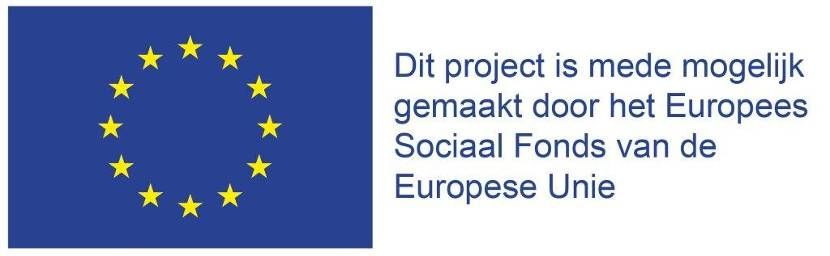 Dit project is mede mogelijk
gemaakt door het Europees
Sociaal Fonds van de
Europese Unie